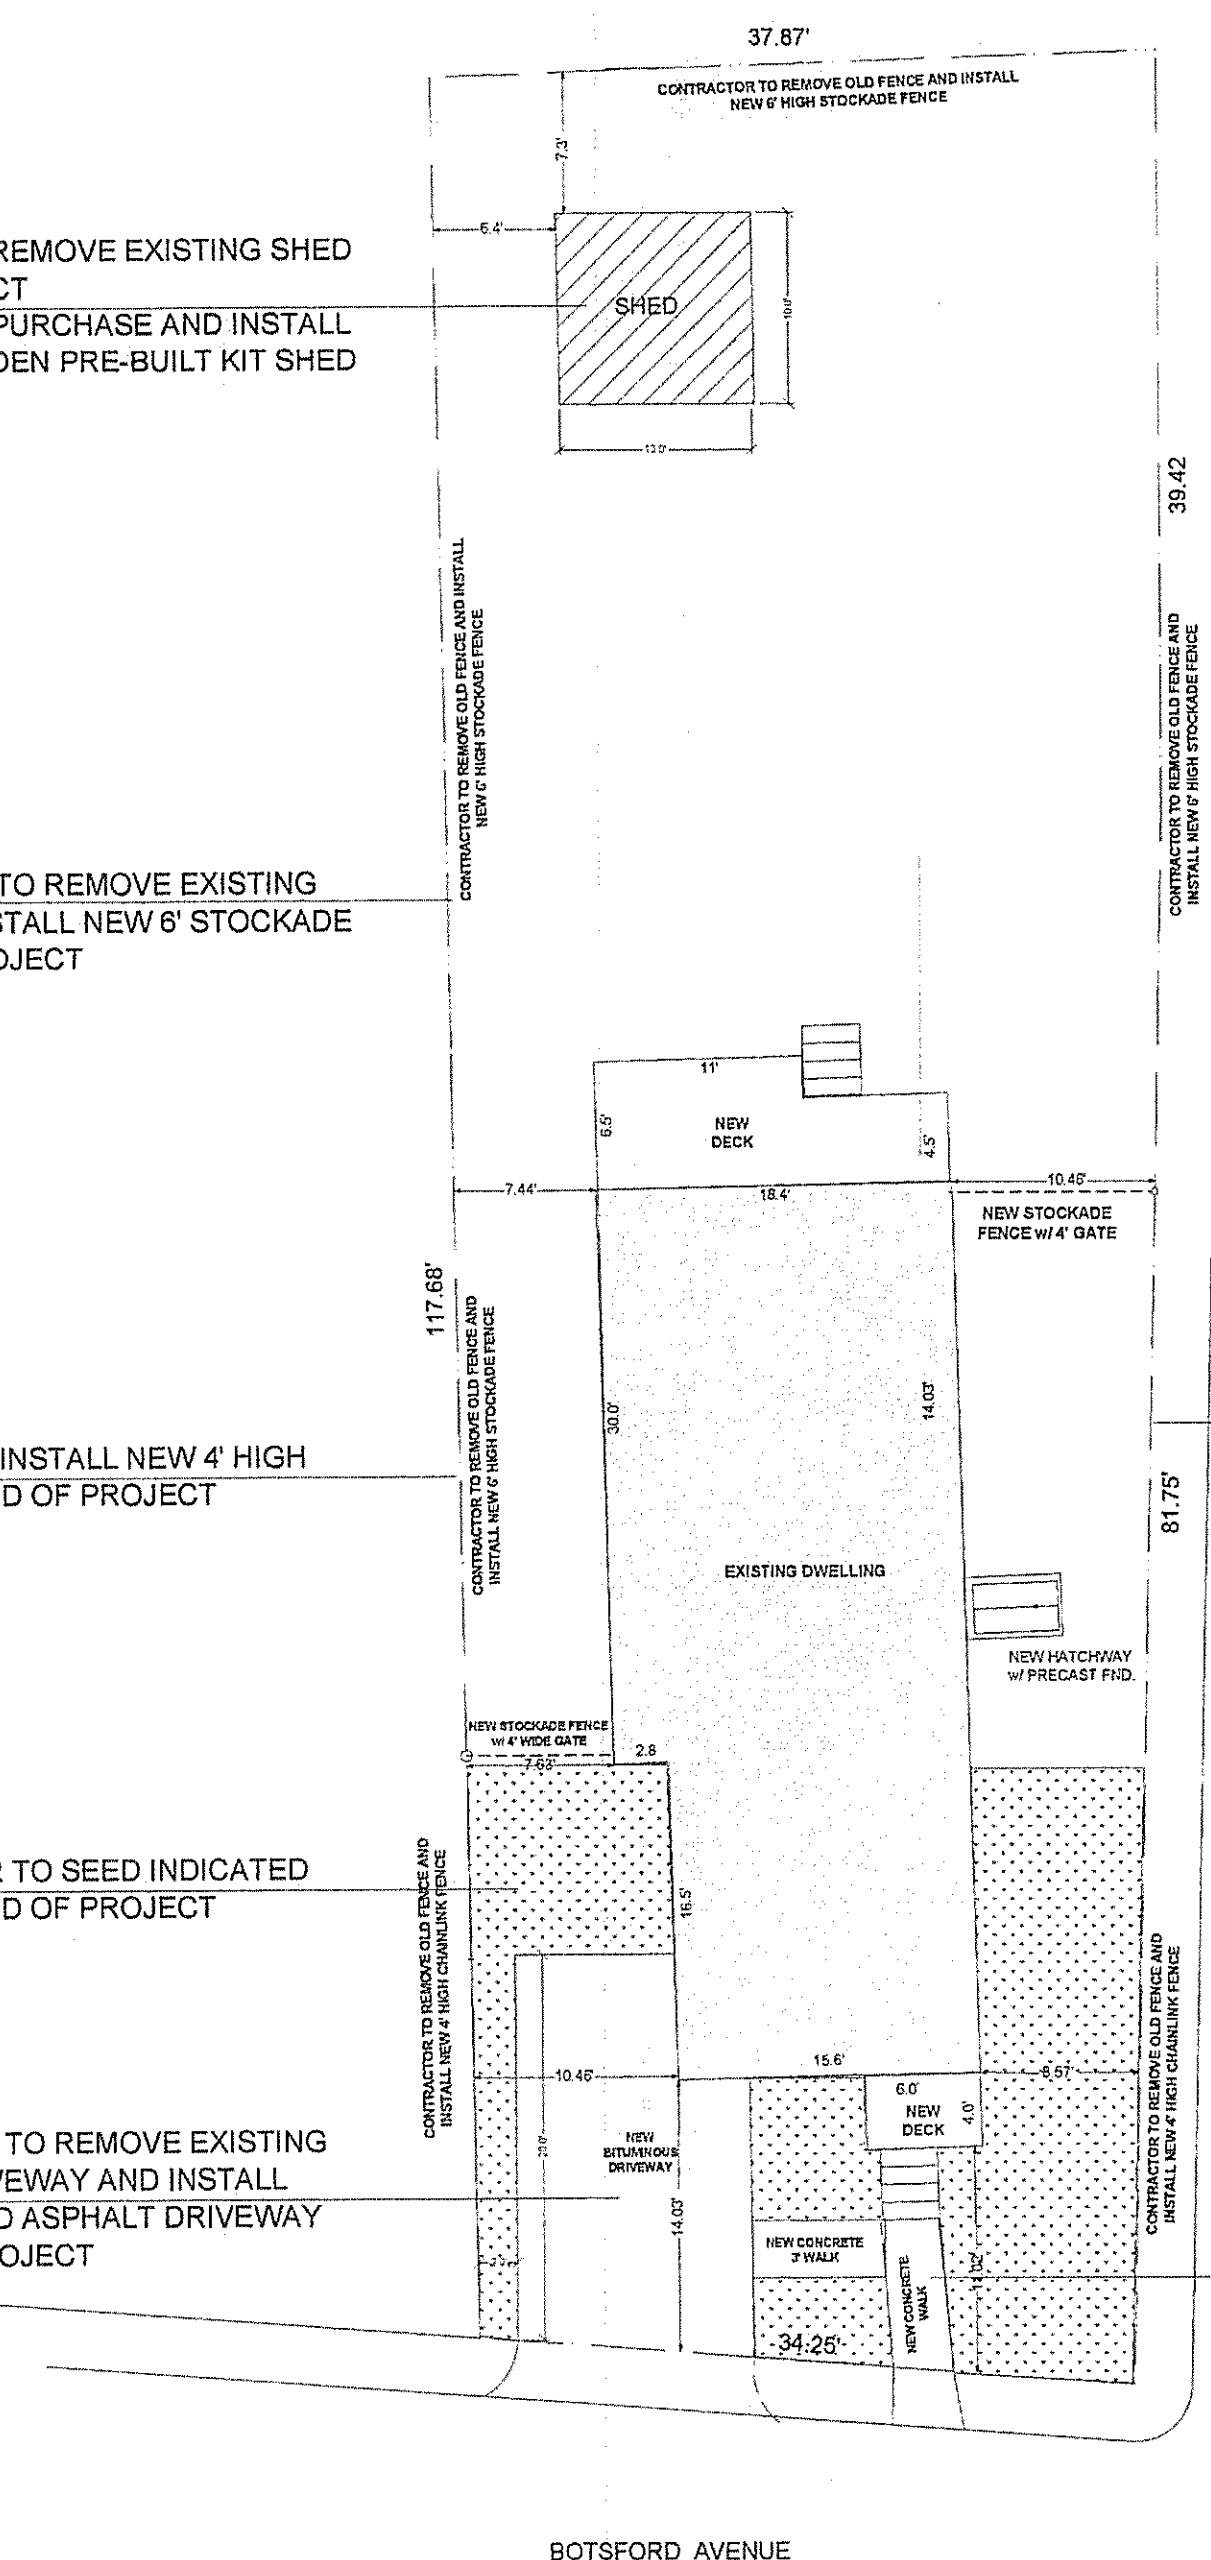 37.87'
CONTRACTOR TO REMOVE OLD FENCE AND INSTALL
NEW 6' HIGH STOCKADE FENCE
7.3'
6.4'
REMOVE EXISTING SHED
CT
PURCHASE AND INSTALL
DEN PRE-BUILT KIT SHED
SHED
10.0'
39.42
CONTRACTOR TO REMOVE OLD FENCE AND INSTALL
NEW 6' HIGH STOCKADE FENCE
CONTRACTOR TO REMOVE OLD FENCE AND
INSTALL NEW 6' HIGH STOCKADE FENCE
TO REMOVE EXISTING
STALL NEW 6' STOCKADE
OJECT
11'
6.5'
NEW
DECK
4.5'
7.44'
18.4'
10.46'
NEW STOCKADE
FENCE w/ 4' GATE
117.68'
CONTRACTOR TO REMOVE OLD FENCE AND
INSTALL NEW 6' HIGH STOCKADE FENCE
30.0'
14.03'
INSTALL NEW 4' HIGH
D OF PROJECT
81.75'
EXISTING DWELLING
NEW HATCHWAY
w/ PRECAST FND.
NEW STOCKADE FENCE
w/ 4' WIDE GATE
7.63'
2.8
R TO SEED INDICATED
D OF PROJECT
16.5'
CONTRACTOR TO REMOVE OLD FENCE AND
INSTALL NEW 4' HIGH CHAINLINK FENCE
CONTRACTOR TO REMOVE OLD FENCE AND
INSTALL NEW 4' HIGH CHAINLINK FENCE
10.46'
15.6'
8.57'
6.0'
NEW
DECK
4.0'
TO REMOVE EXISTING
VEWAY AND INSTALL
D ASPHALT DRIVEWAY
OJECT
20.0'
NEW
BITUMINOUS
DRIVEWAY
14.03'
NEW CONCRETE
3' WALK
NEW CONCRETE
WALK
11.02'
34.25'
BOTSFORD AVENUE